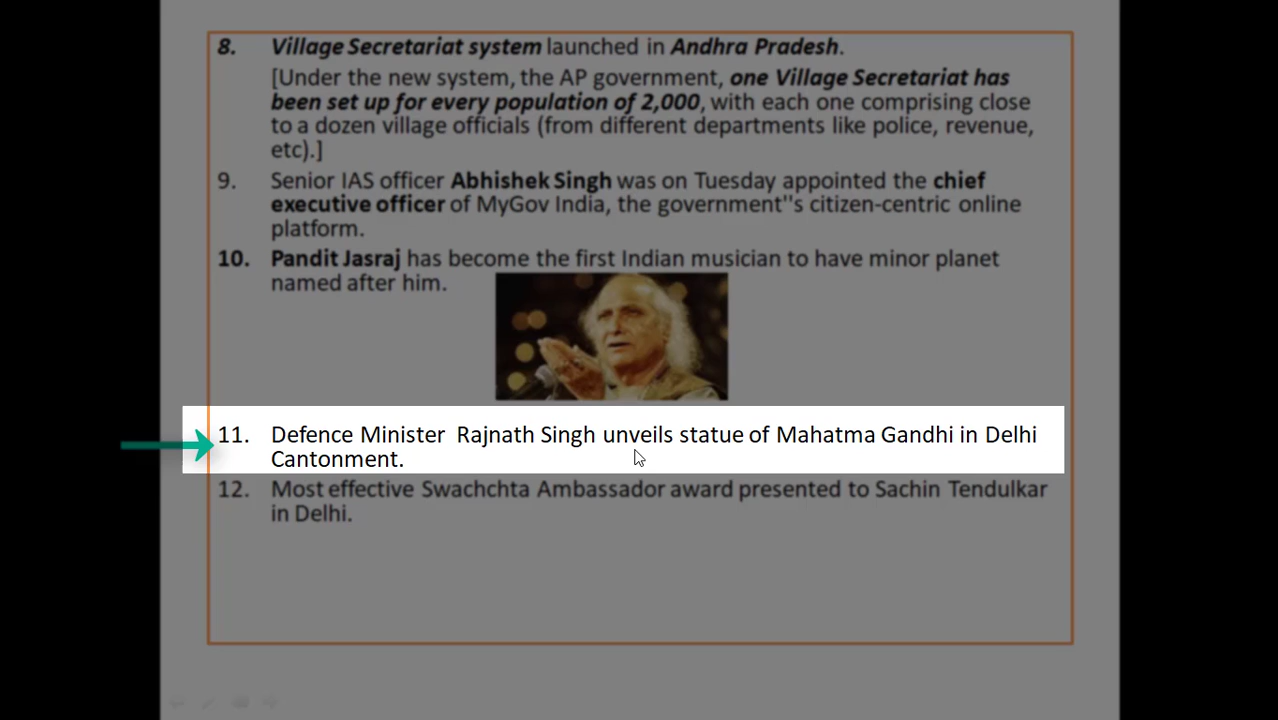 8. Village Secretariat system launched in Andhra Pradesh.
[Under the new system, the AP government, one Village Secretariat has
been set up for every population of 2,000, with each one comprising close
to a dozen village officials (from different departments like police, revenue,
etc).]
9. Senior IAS officer Abhishek Singh was on Tuesday appointed the chief
executive officer of MyGov India, the government"s citizen-centric online
platform.
10. Pandit Jasraj has become the first Indian musician to have minor planet
named after him.
11. Defence Minister Rajnath Singh unveils statue of Mahatma Gandhi in Delhi
Cantonment.
12. Most effective Swachchta Ambassador award presented to Sachin Tendulkar
in Delhi.